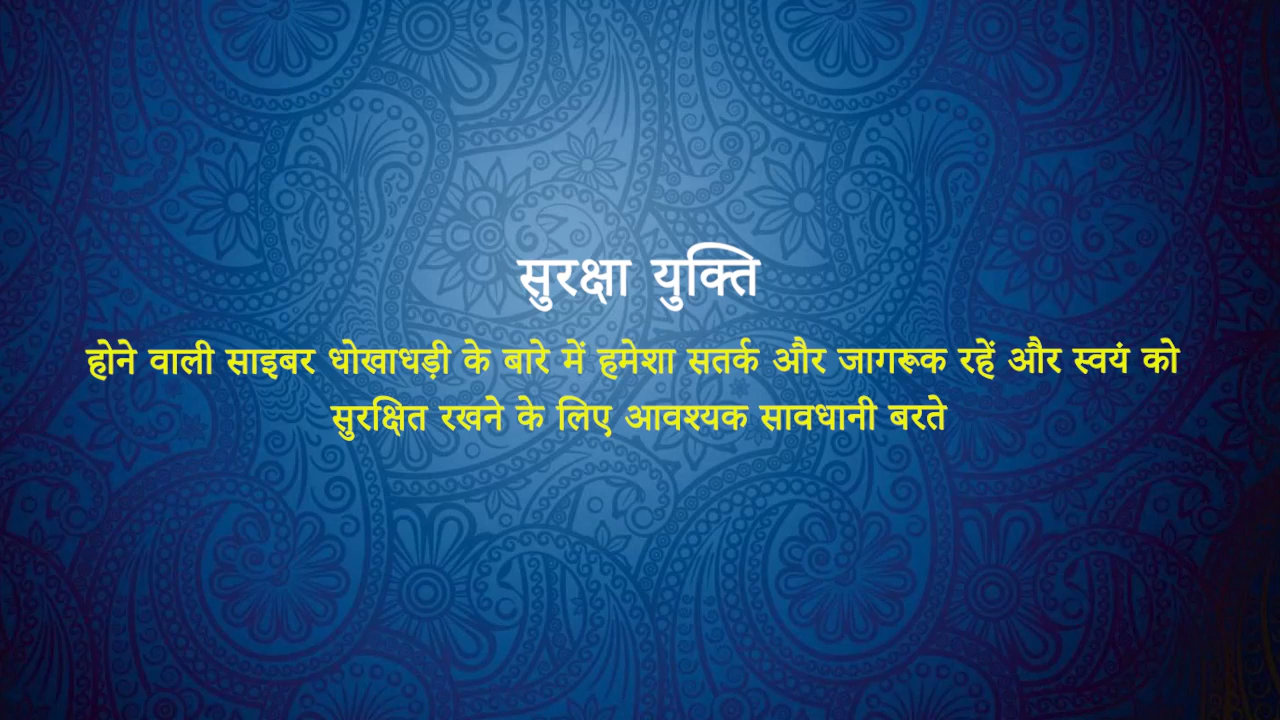 सुरक्षा युक्ति
होने वाली साइबर धोखाधड़ी के बारे में हमेशा सतर्क और जागरूक रहें और स्वयं को
सुरक्षित रखने के लिए आवश्यक सावधानी बरते